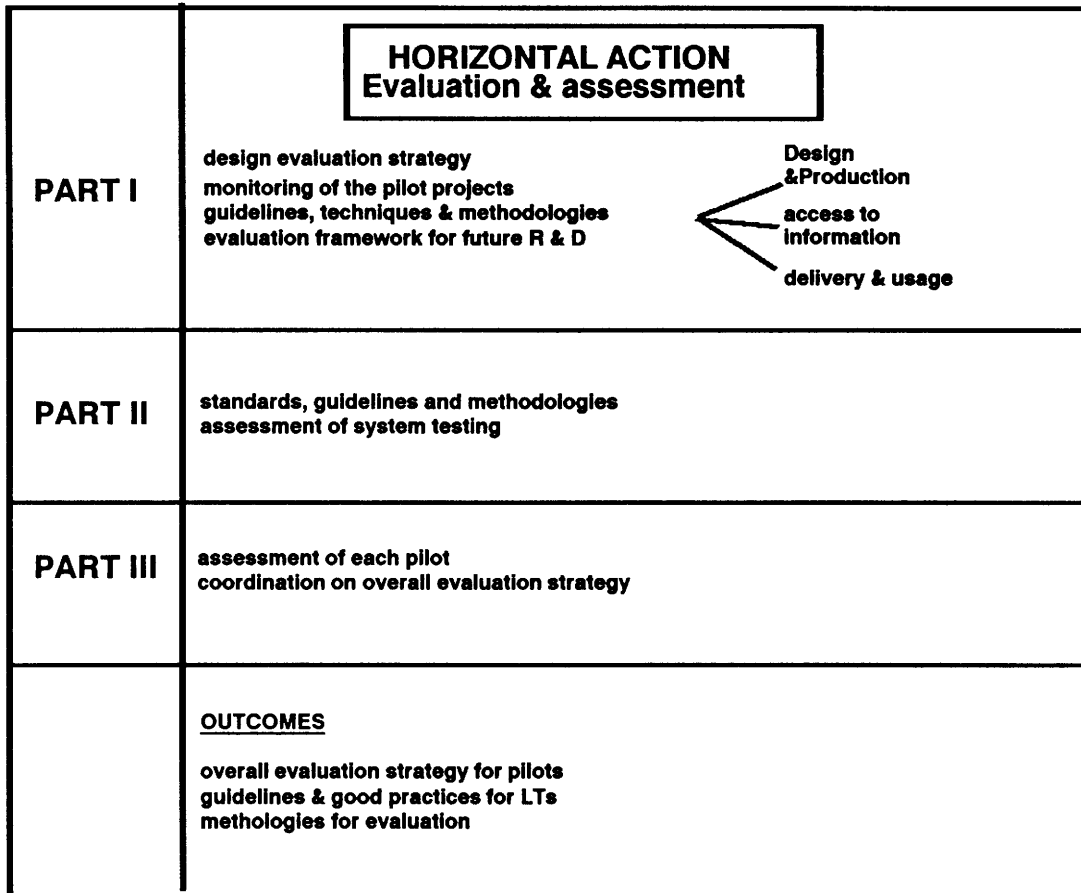 HORIZONTAL ACTION
Evaluation & assessment
PART I
design evaluation strategy
monitoring of the pilot projects
guidelines, techniques & methodologies
evaluation framework for future R & D
Design
&Production
access to
information
delivery & usage
PART II
standards, guidelines and methodologies
assessment of system testing
PART III
assessment of each pilot
coordination on overall evaluation strategy
OUTCOMES
overall evaluation strategy for pilots
guidelines & good practices for LTs
methologies for evaluation